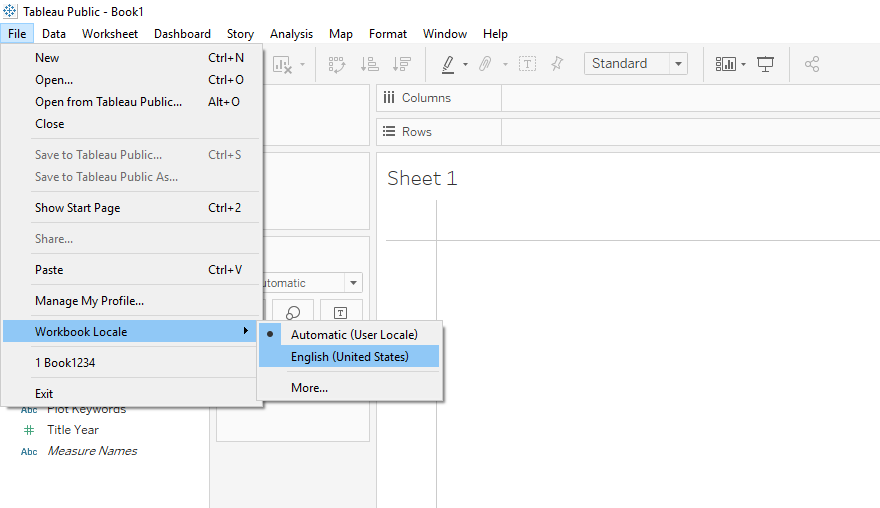 Tableau Public - Book1
File Data Worksheet Dashboard Story Analysis Map Format Window Help
New Ctrl+N
Open... Ctrl+O
Open from Tableau Public... Alt+O
Close
Save to Tableau Public... Ctrl+S
Save to Tableau Public As...
Show Start Page Ctrl+2
Share...
Paste Ctrl+V
Manage My Profile...
Workbook Locale
1 Book1234
Exit
Automatic (User Locale)
English (United States)
More...
Standard
Columns
Rows
Sheet 1
utomatic
T
T
Abc Plot Keywords
# Title Year
Abc Measure Names